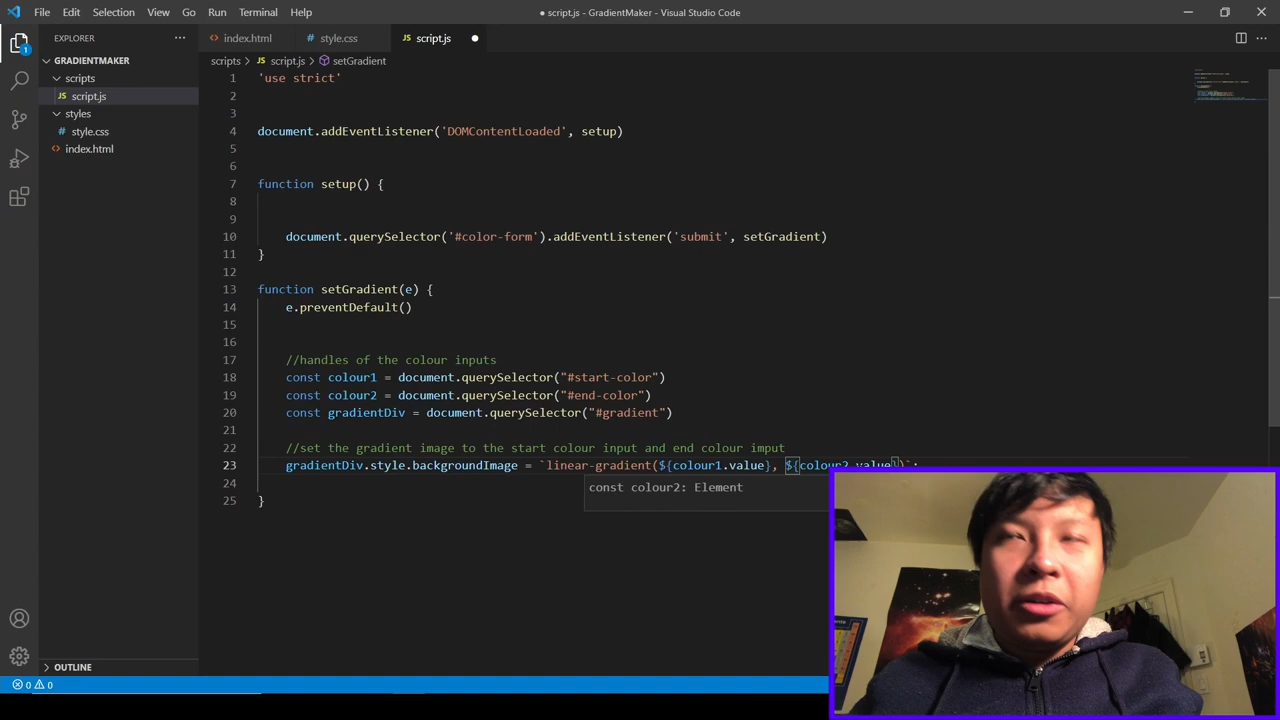 File Edit Selection View Go Run Terminal Help
● script.js - GradientMaker - Visual Studio Code
EXPLORER
GRADIENTMAKER
scripts
JS script.js
styles
# style.css
<> index.html
OUTLINE
1
<> index.html
# style.css
JS script.js
scripts > JS script.js > setGradient
1 'use strict'
2
3
4 document.addEventListener('DOMContentLoaded', setup)
5
6
7 function setup() {
8
9
10 document.querySelector('#color-form').addEventListener('submit', setGradient)
11 }
12
13 function setGradient(e) {
14 e.preventDefault()
15
16
17 //handles of the colour inputs
18 const colour1 = document.querySelector("#start-color")
19 const colour2 = document.querySelector("#end-color")
20 const gradientDiv = document.querySelector("#gradient")
21
22 //set the gradient image to the start colour input and end colour imput
23 gradientDiv.style.backgroundImage = `linear-gradient(${colour1.value}, ${colour2.value})`;
24
const colour2: Element
25 }
0 0